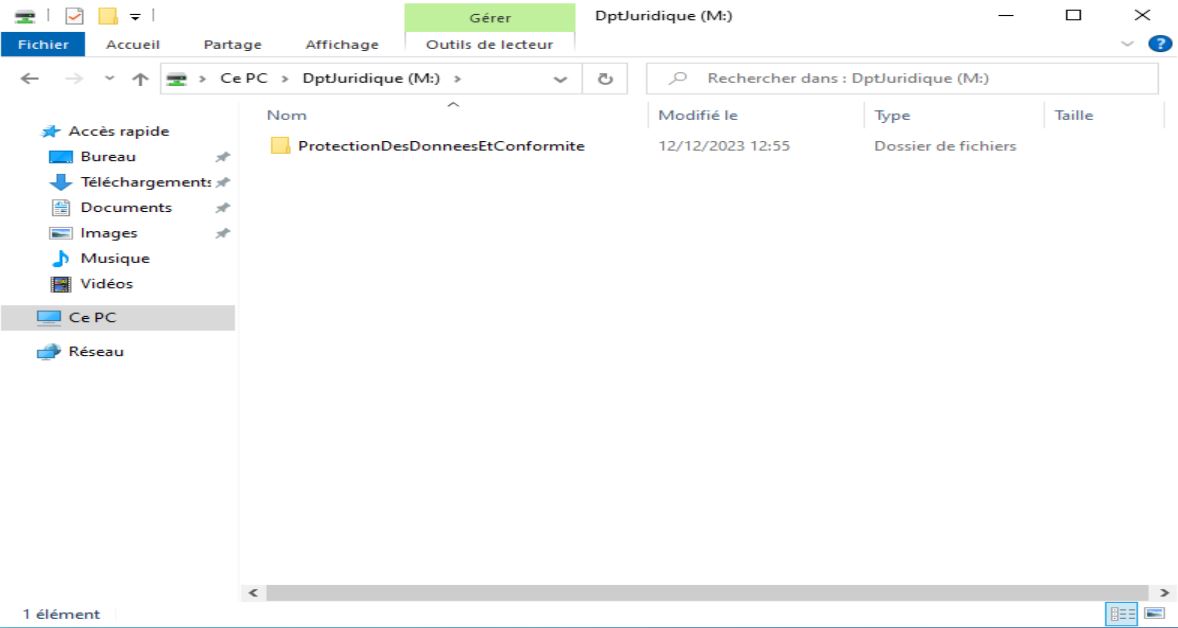 Gérer
DptJuridique (M:)
Fichier Accueil Partage Affichage Outils de lecteur
Ce PC > DptJuridique (M:) >
Rechercher dans : DptJuridique (M:)
Nom Modifié le Type Taille
ProtectionDesDonneesEtConformite 12/12/2023 12:55 Dossier de fichiers
Accès rapide
Bureau
Téléchargements
Documents
Images
Musique
Vidéos
Ce PC
Réseau
1 élément